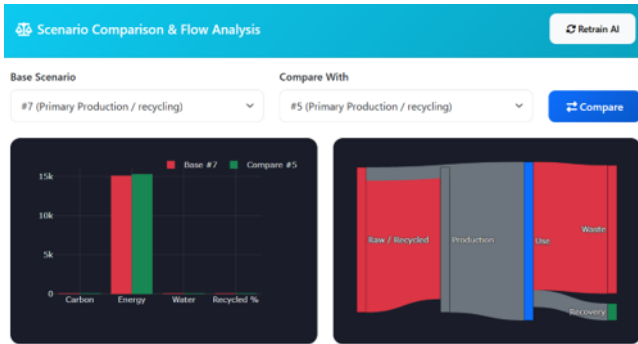 Scenario Comparison & Flow Analysis
Retrain AI
Base Scenario
Compare With
#7 (Primary Production / recycling)
#5 (Primary Production / recycling)
Compare
Base #7
Compare #5
15k
10k
5k
0
Carbon
Energy
Water
Recycled %
Raw / Recycled
Production
Use
Waste
Recovery